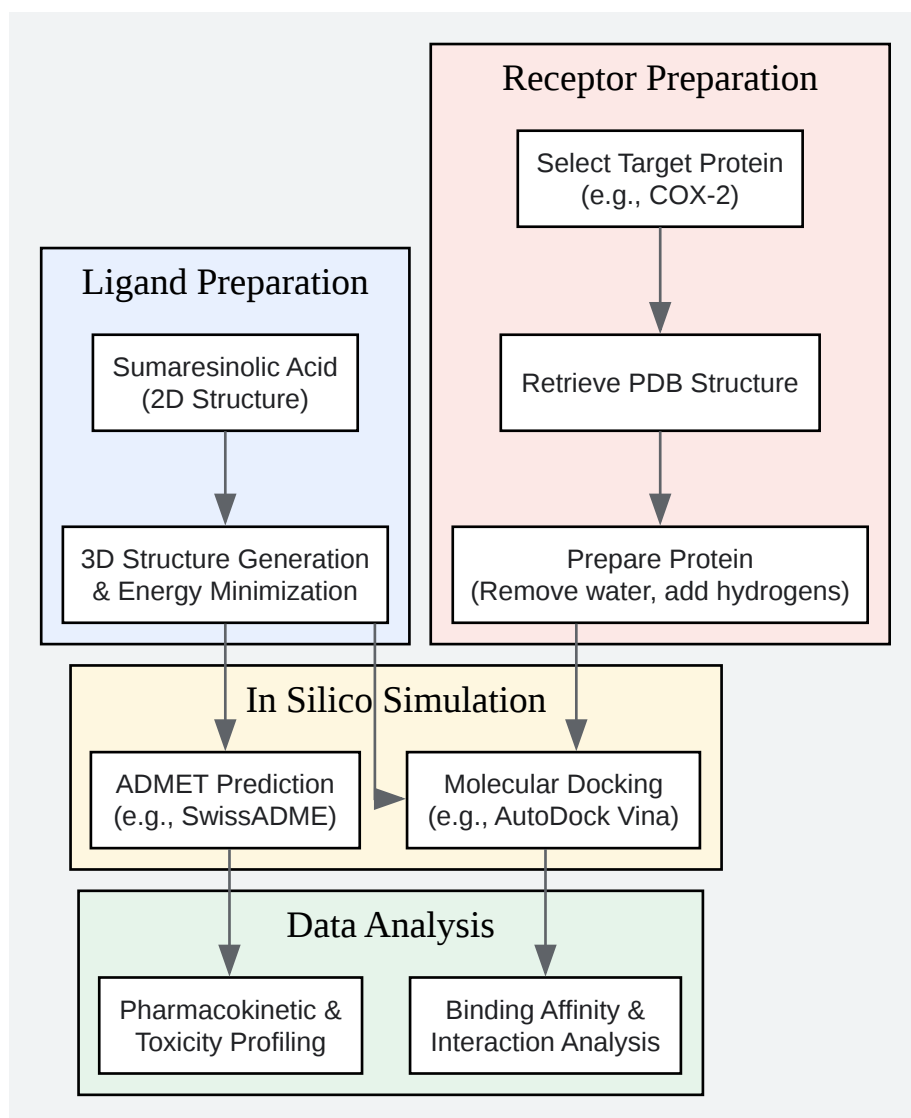 Receptor Preparation
Select Target Protein
(e.g., COX-2)
Retrieve PDB Structure
Prepare Protein
(Remove water, add hydrogens)
Ligand Preparation
Sumaresinolic Acid
(2D Structure)
3D Structure Generation
& Energy Minimization
In Silico Simulation
ADMET Prediction
(e.g., SwissADME)
Molecular Docking
(e.g., AutoDock Vina)
Data Analysis
Pharmacokinetic &
Toxicity Profiling
Binding Affinity &
Interaction Analysis